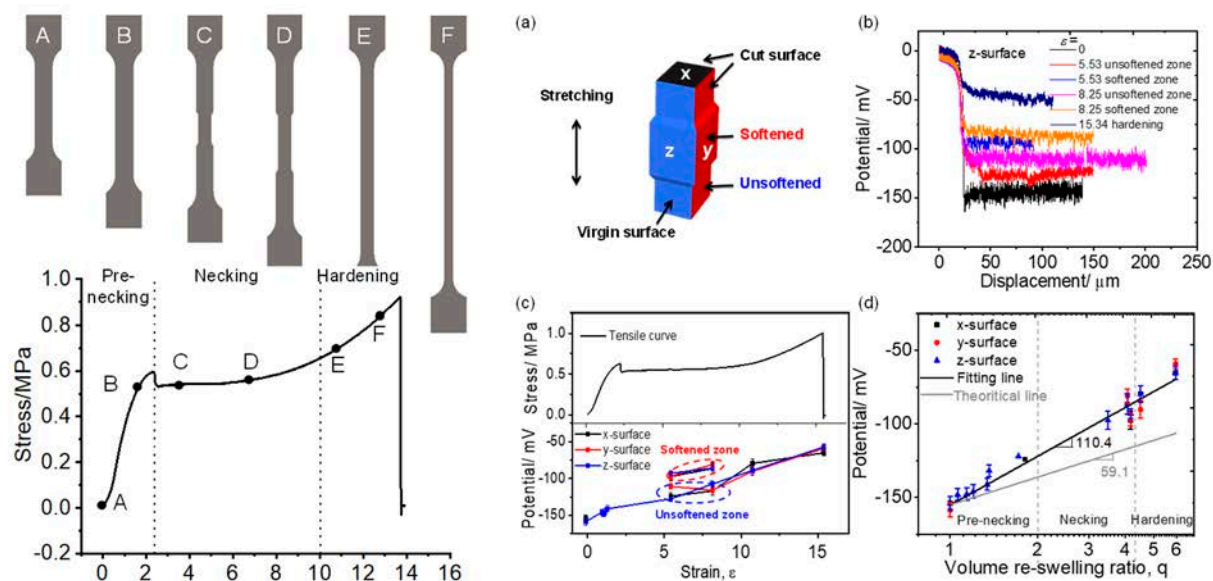 A
B
C
D
E
F
Pre-
necking
Necking
Hardening
1.0
0.8
0.6
0.4
0.2
0.0
-0.2
Stress/MPa
A
B
C
D
E
F
0 2 4 6 8 10 12 14 16
(a)
Stretching
x
Cut surface
z
y
Softened
Unsoftened
Virgin surface
(b)
z-surface
ε=
0
5.53 unsoftened zone
5.53 softened zone
8.25 unsoftened zone
8.25 softened zone
15.34 hardening
Potential/ mV
0
-50
-100
-150
-200
0 50 100 150 200 250
Displacement/ μm
(c)
Tensile curve
Stress/ MPa
1.0
0.5
0.0
x-surface
y-surface
z-surface
Softened zone
Unsoftened zone
Potential/ mV
-50
-75
-100
-125
-150
0 5 10 15
Strain, ε
(d)
x-surface
y-surface
z-surface
Fitting line
Theoritical line
110.4
59.1
Potential/ mV
-50
-100
-150
Pre-necking
Necking
Hardening
1 2 3 4 5 6
Volume re-swelling ratio, q